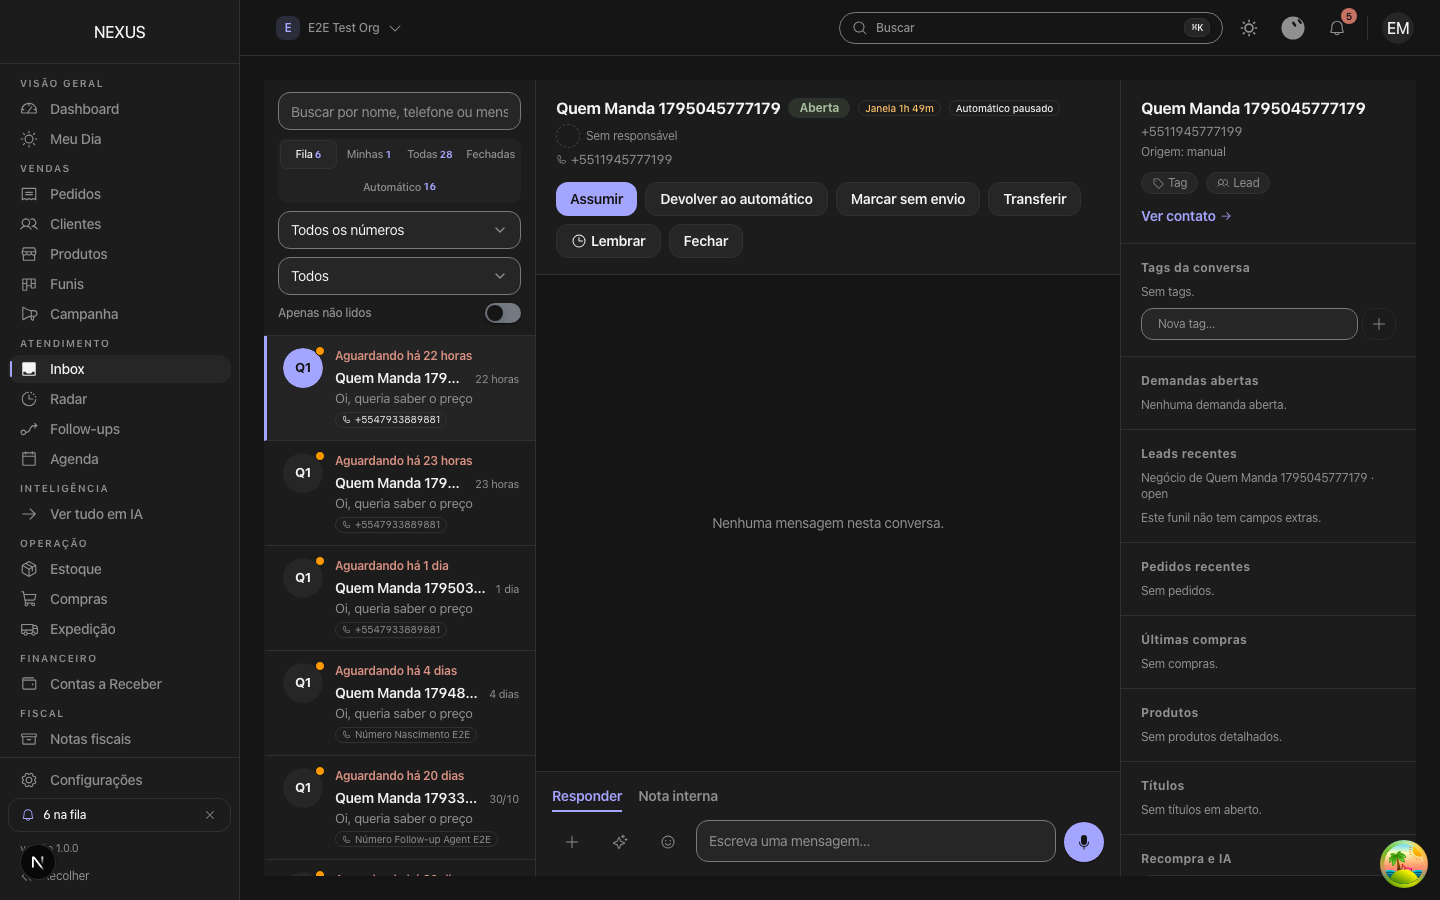 NEXUS
VISÃO GERAL
Dashboard
Meu Dia
VENDAS
Pedidos
Clientes
Produtos
Funis
Campanha
ATENDIMENTO
Inbox
Radar
Follow-ups
Agenda
INTELIGÊNCIA
Ver tudo em IA
OPERAÇÃO
Estoque
Compras
Expedição
FINANCEIRO
Contas a Receber
FISCAL
Notas fiscais
Configurações
6 na fila
1.0.0
N
E
E2E Test Org
Buscar
⌘K
5
EM
Buscar por nome, telefone ou mens
Fila 6 Minhas 1 Todas 28 Fechadas
Automático 16
Todos os números
Todos
Apenas não lidos
Q1
Aguardando há 22 horas
Quem Manda 179... 22 horas
Oi, queria saber o preço
+5547933889881
Q1
Aguardando há 23 horas
Quem Manda 179... 23 horas
Oi, queria saber o preço
+5547933889881
Q1
Aguardando há 1 dia
Quem Manda 179503... 1 dia
Oi, queria saber o preço
+5547933889881
Q1
Aguardando há 4 dias
Quem Manda 17948... 4 dias
Oi, queria saber o preço
Número Nascimento E2E
Q1
Aguardando há 20 dias
Quem Manda 17933... 30/10
Oi, queria saber o preço
Número Follow-up Agent E2E
Quem Manda 1795045777179 Aberta Janela 1h 49m Automático pausado
Sem responsável
+5511945777199
Assumir Devolver ao automático Marcar sem envio Transferir
Lembrar Fechar
Nenhuma mensagem nesta conversa.
Responder Nota interna
Escreva uma mensagem...
Quem Manda 1795045777179
+5511945777199
Origem: manual
Tag Lead
Ver contato →
Tags da conversa
Sem tags.
Nova tag...
Demandas abertas
Nenhuma demanda aberta.
Leads recentes
Negócio de Quem Manda 1795045777179 ·
open
Este funil não tem campos extras.
Pedidos recentes
Sem pedidos.
Últimas compras
Sem compras.
Produtos
Sem produtos detalhados.
Títulos
Sem títulos em aberto.
Recompra e IA